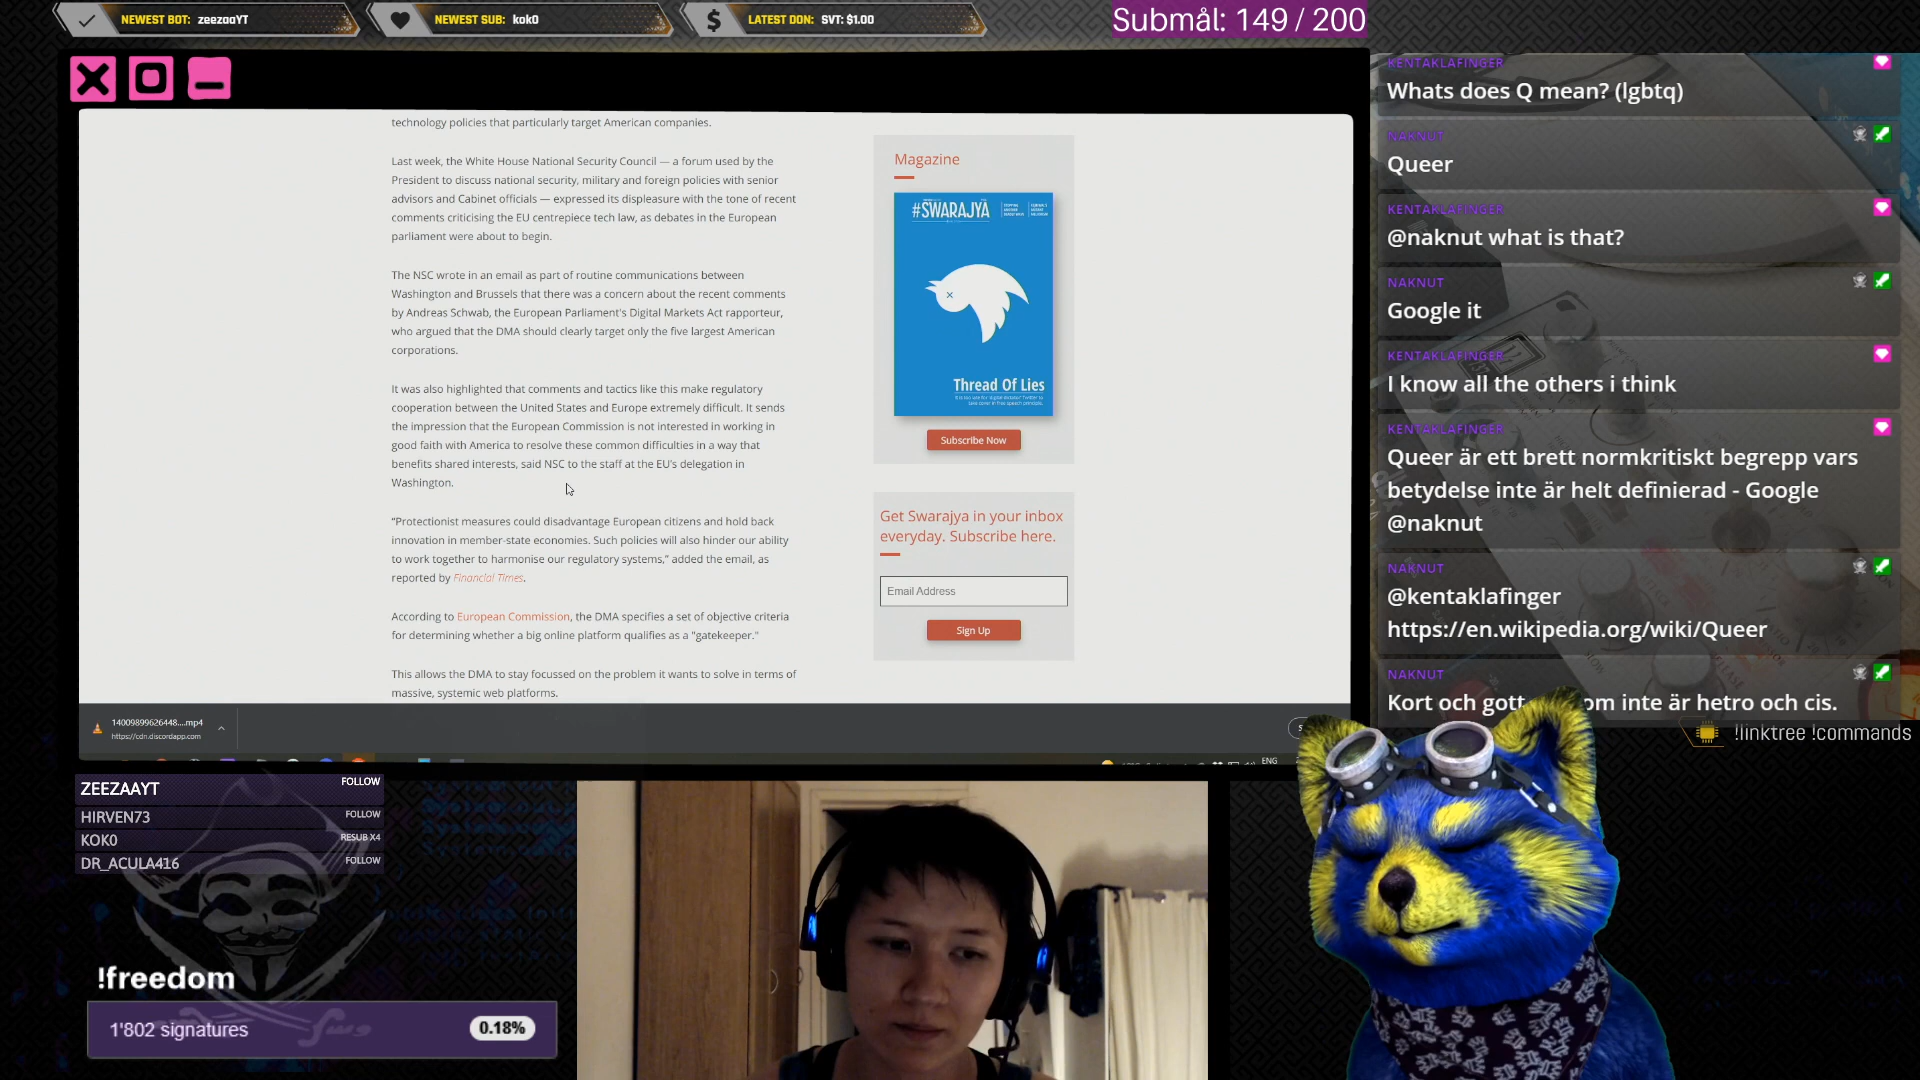 NEWEST BOT: zeezaaYT
NEWEST SUB: kok0
LATEST DON: SVT: $1.00
Submål: 149 / 200
technology policies that particularly target American companies.
Last week, the White House National Security Council — a forum used by the
President to discuss national security, military and foreign policies with senior
advisors and Cabinet officials — expressed its displeasure with the tone of recent
comments criticising the EU centrepiece tech law, as debates in the European
parliament were about to begin.
The NSC wrote in an email as part of routine communications between
Washington and Brussels that there was a concern about the recent comments
by Andreas Schwab, the European Parliament's Digital Markets Act rapporteur,
who argued that the DMA should clearly target only the five largest American
corporations.
It was also highlighted that comments and tactics like this make regulatory
cooperation between the United States and Europe extremely difficult. It sends
the impression that the European Commission is not interested in working in
good faith with America to resolve these common difficulties in a way that
benefits shared interests, said NSC to the staff at the EU's delegation in
Washington.
"Protectionist measures could disadvantage European citizens and hold back
innovation in member-state economies. Such policies will also hinder our ability
to work together to harmonise our regulatory systems," added the email, as
reported by Financial Times.
According to European Commission, the DMA specifies a set of objective criteria
for determining whether a big online platform qualifies as a "gatekeeper."
This allows the DMA to stay focussed on the problem it wants to solve in terms of
massive, systemic web platforms.
Magazine
#SWARAJYA
Thread Of Lies
Subscribe Now
Get Swarajya in your inbox
everyday. Subscribe here.
Email Address
Sign Up
14009899626448....mp4
https://cdn.discordapp.com
ENG
KENTAKLAFINGER
Whats does Q mean? (lgbtq)
NAKNUT
Queer
KENTAKLAFINGER
@naknut what is that?
NAKNUT
Google it
KENTAKLAFINGER
I know all the others i think
KENTAKLAFINGER
Queer är ett brett normkritiskt begrepp vars
betydelse inte är helt definierad - Google
@naknut
NAKNUT
@kentaklafinger
https://en.wikipedia.org/wiki/Queer
NAKNUT
Kort och gott om inte är hetro och cis.
!linktree !commands
ZEEZAAYT FOLLOW
HIRVEN73 FOLLOW
KOK0 RESUB X4
DR_ACULA416 FOLLOW
!freedom
1'802 signatures 0.18%